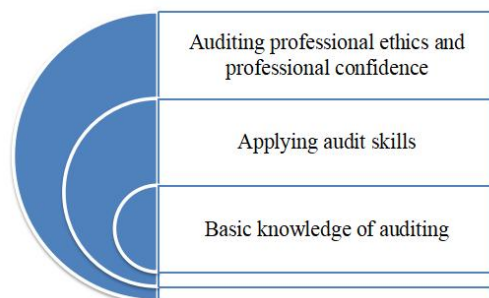 Auditing professional ethics and
professional confidence
Applying audit skills
Basic knowledge of auditing